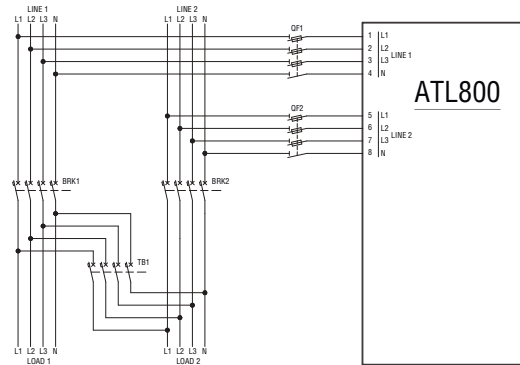 LINE 1
L1 L2 L3 N
LINE 2
L1 L2 L3 N
QF1
1 L1
2 L2
3 L3
4 N
LINE 1
ATL800
QF2
5 L1
6 L2
7 L3
8 N
LINE 2
BRK1
BRK2
TB1
L1 L2 L3 N
LOAD 1
L1 L2 L3 N
LOAD 2